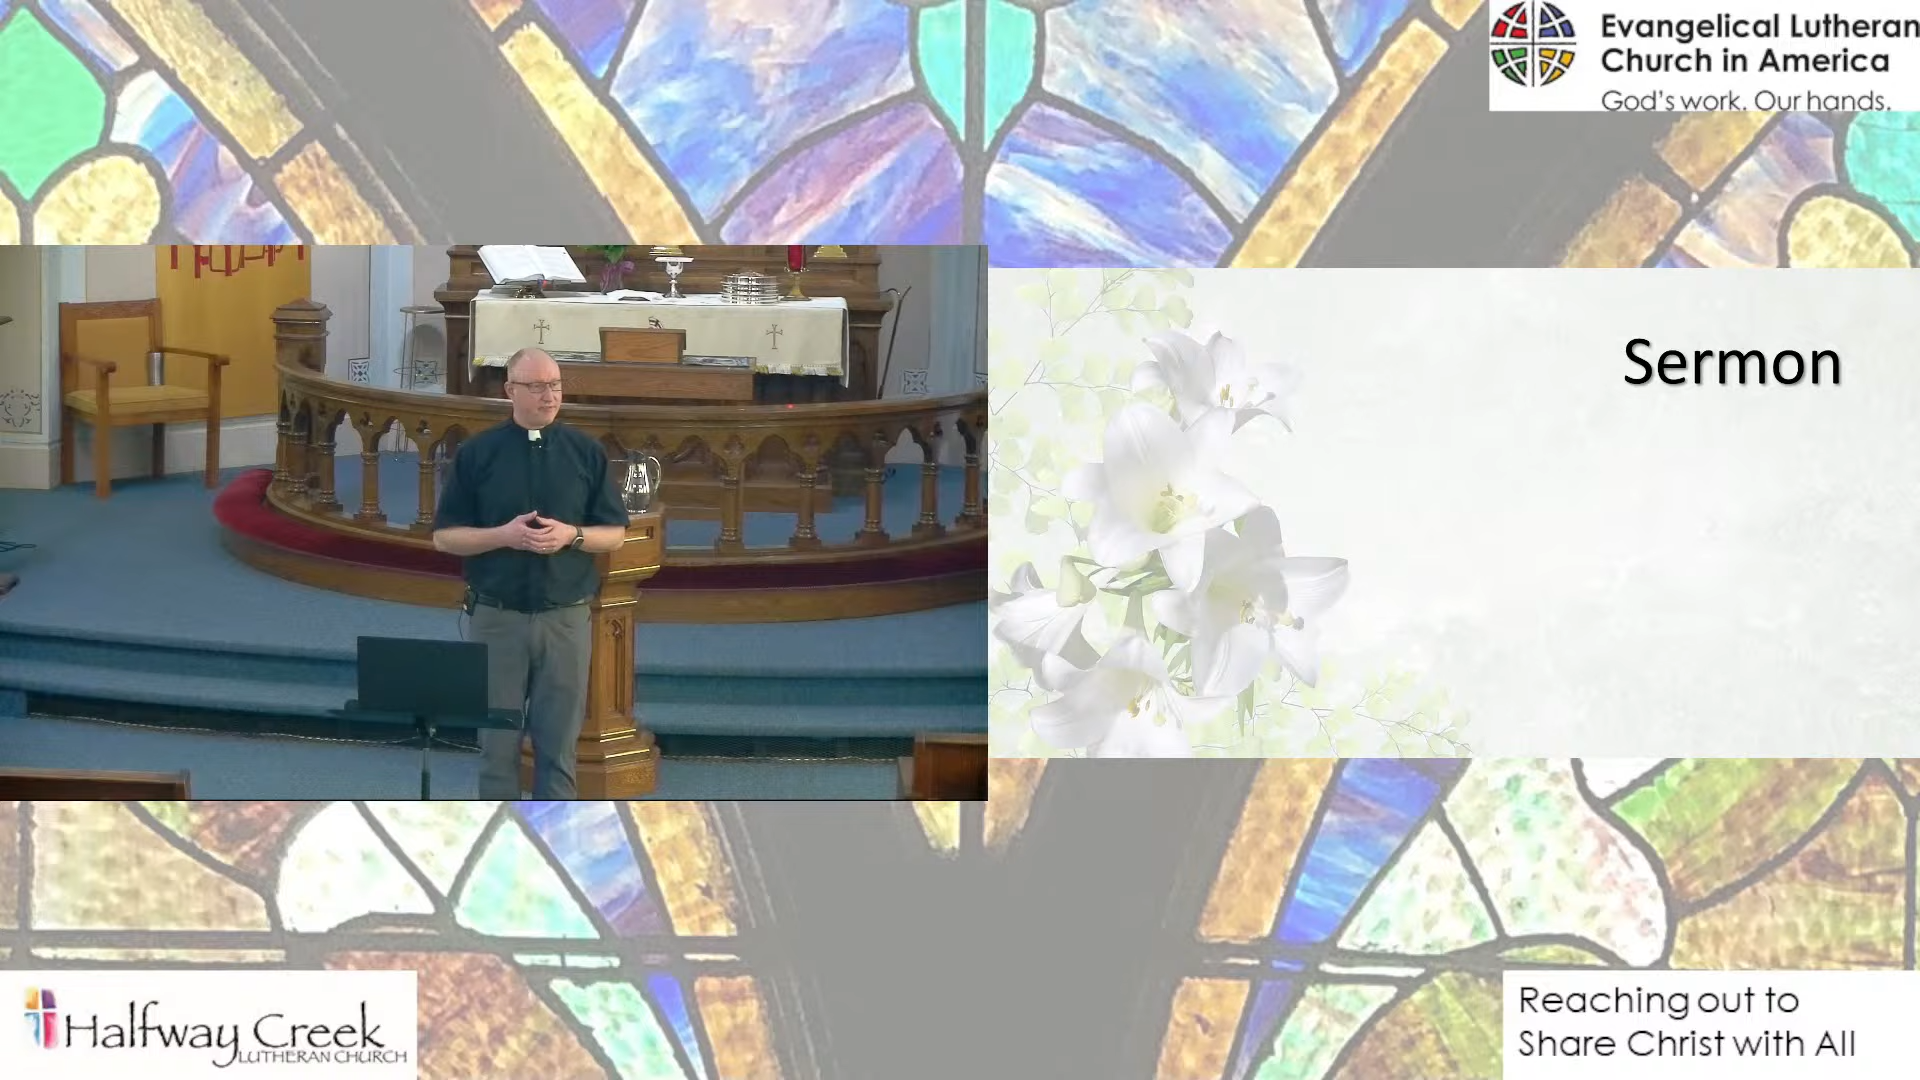 Evangelical Lutheran
Church in America
God's work. Our hands.
Sermon
Halfway Creek
LUTHERAN CHURCH
Reaching out to
Share Christ with All